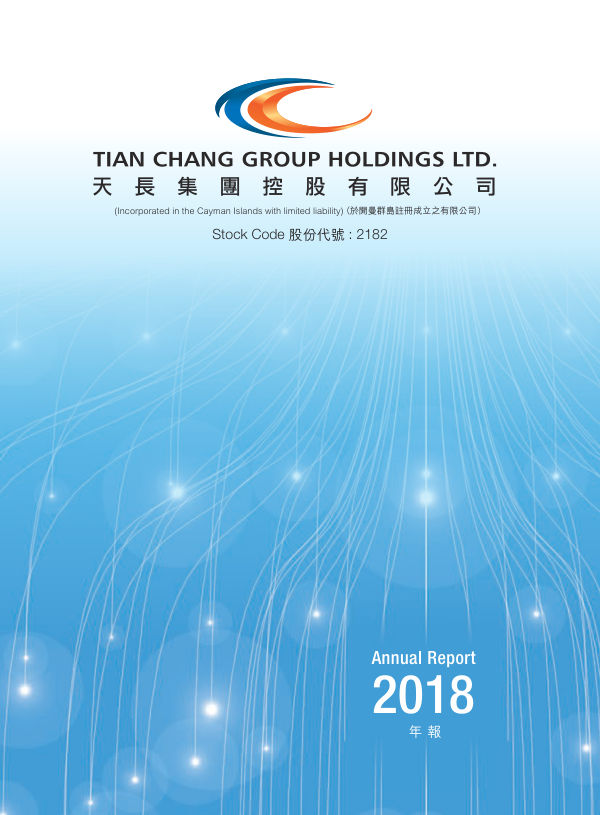 TIAN CHANG GROUP HOLDINGS LTD.
天長集團控股有限公司
(Incorporated in the Cayman Islands with limited liability) (於開曼群島註冊成立之有限公司)
Stock Code 股份代號 : 2182
Annual Report
2018
年報